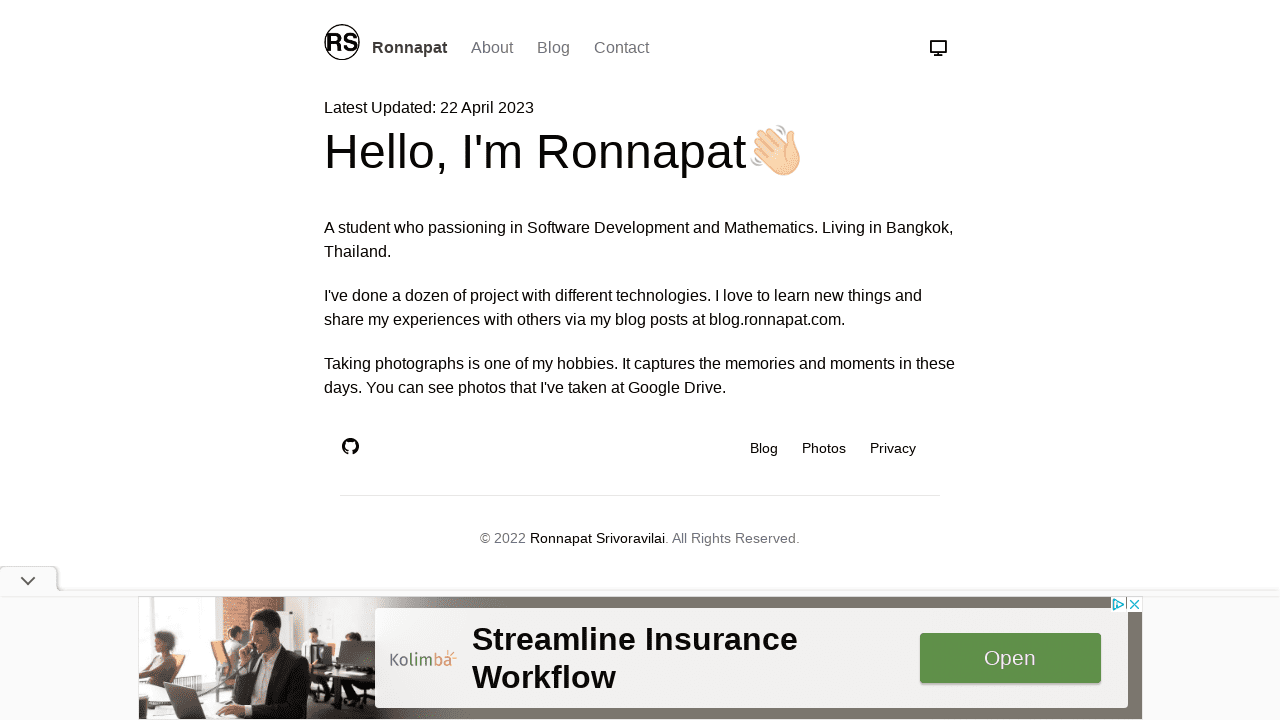 RS
Ronnapat About Blog Contact
Latest Updated: 22 April 2023
Hello, I'm Ronnapat👋🏻
A student who passioning in Software Development and Mathematics. Living in Bangkok,
Thailand.
I've done a dozen of project with different technologies. I love to learn new things and
share my experiences with others via my blog posts at blog.ronnapat.com.
Taking photographs is one of my hobbies. It captures the memories and moments in these
days. You can see photos that I've taken at Google Drive.
Blog Photos Privacy
© 2022 Ronnapat Srivoravilai. All Rights Reserved.
Kolimba
Streamline Insurance
Workflow
Open